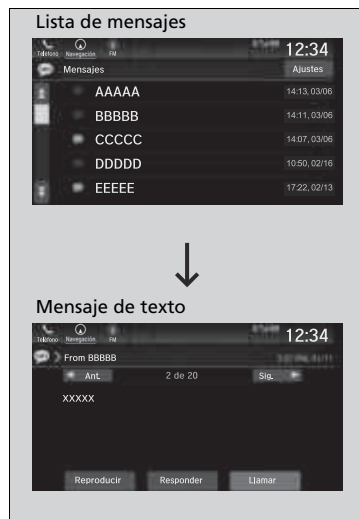 Lista de mensajes
Teléfono Navegación FM
12:34
Mensajes
Ajustes
AAAAA 14:13, 03/06
BBBBB 14:11, 03/06
CCCCC 14:07, 03/06
DDDDD 10:50, 02/16
EEEEE 17:22, 02/13
Mensaje de texto
Teléfono Navegación FM
12:34
From BBBBB
Ant. 2 de 20 Sig.
XXXXX
Reproducir Responder Llamar